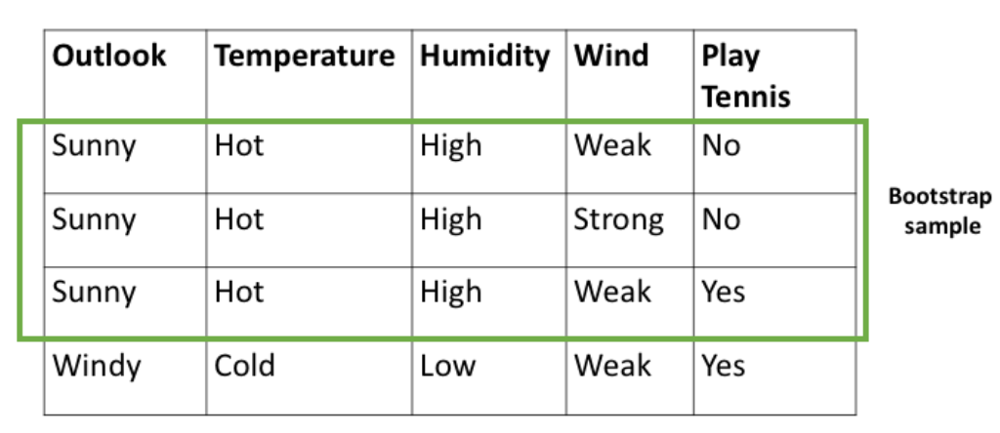 Outlook Temperature Humidity Wind Play
Tennis
Sunny Hot High Weak No
Sunny Hot High Strong No
Sunny Hot High Weak Yes
Windy Cold Low Weak Yes
Bootstrap
sample